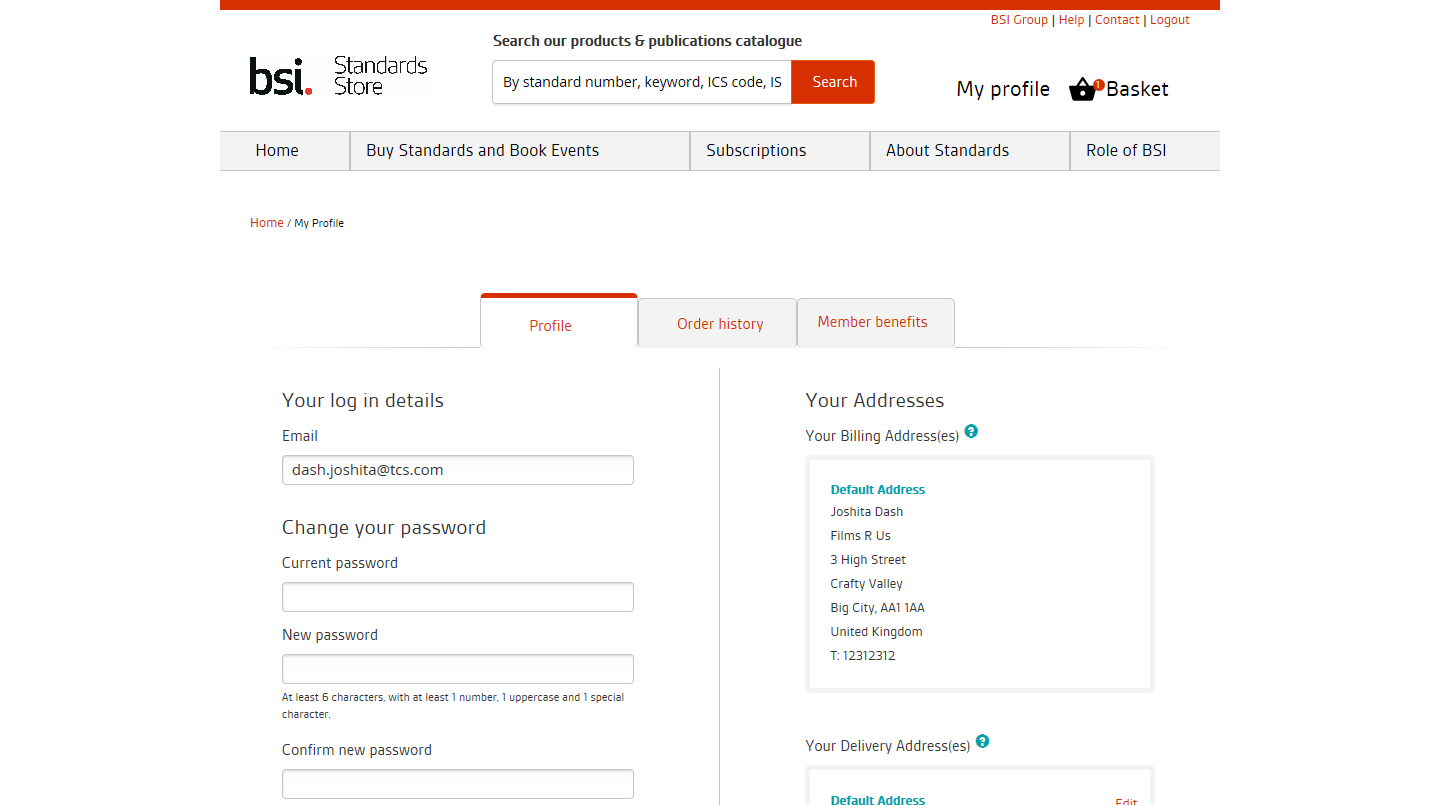 BSI Group | Help | Contact | Logout
Search our products & publications catalogue
bsi. Standards
Store
By standard number, keyword, ICS code, IS
Search
My profile
1
Basket
Home
Buy Standards and Book Events
Subscriptions
About Standards
Role of BSI
Home / My Profile
Profile
Order history
Member benefits
Your log in details
Email
dash.joshita@tcs.com
Change your password
Current password
New password
At least 6 characters, with at least 1 number, 1 uppercase and 1 special
character.
Confirm new password
Your Addresses
Your Billing Address(es) ?
Default Address
Joshita Dash
Films R Us
3 High Street
Crafty Valley
Big City, AA1 1AA
United Kingdom
T: 12312312
Your Delivery Address(es) ?
Default Address
Edit